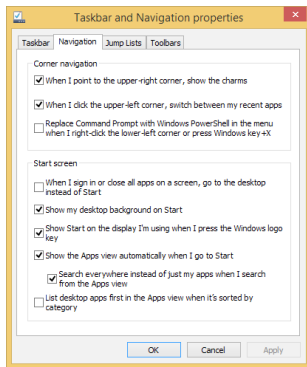 Taskbar and Navigation properties
Taskbar Navigation Jump Lists Toolbars
Corner navigation
When I point to the upper-right corner, show the charms
When I click the upper-left corner, switch between my recent apps
Replace Command Prompt with Windows PowerShell in the menu
when I right-click the lower-left corner or press Windows key+X
Start screen
When I sign in or close all apps on a screen, go to the desktop
instead of Start
Show my desktop background on Start
Show Start on the display I'm using when I press the Windows logo
key
Show the Apps view automatically when I go to Start
Search everywhere instead of just my apps when I search
from the Apps view
List desktop apps first in the Apps view when it's sorted by
category
OK Cancel Apply